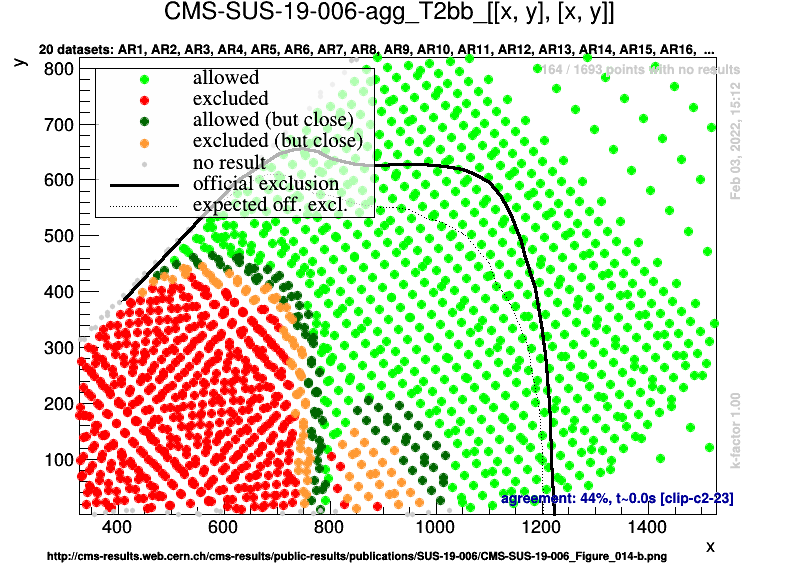 CMS-SUS-19-006-agg_T2bb_[[x, y], [x, y]]
20 datasets: AR1, AR2, AR3, AR4, AR5, AR6, AR7, AR8, AR9, AR10, AR11, AR12, AR13, AR14, AR15, AR16, ...
y
164 / 1693 points with no results
allowed
excluded
allowed (but close)
excluded (but close)
no result
official exclusion
expected off. excl.
800
700
600
500
400
300
200
100
400
600
800
1000
1200
1400
x
Feb 03, 2022, 15:12
k-factor 1.00
agreement: 44%, t~0.0s [clip-c2-23]
http://cms-results.web.cern.ch/cms-results/public-results/publications/SUS-19-006/CMS-SUS-19-006_Figure_014-b.png